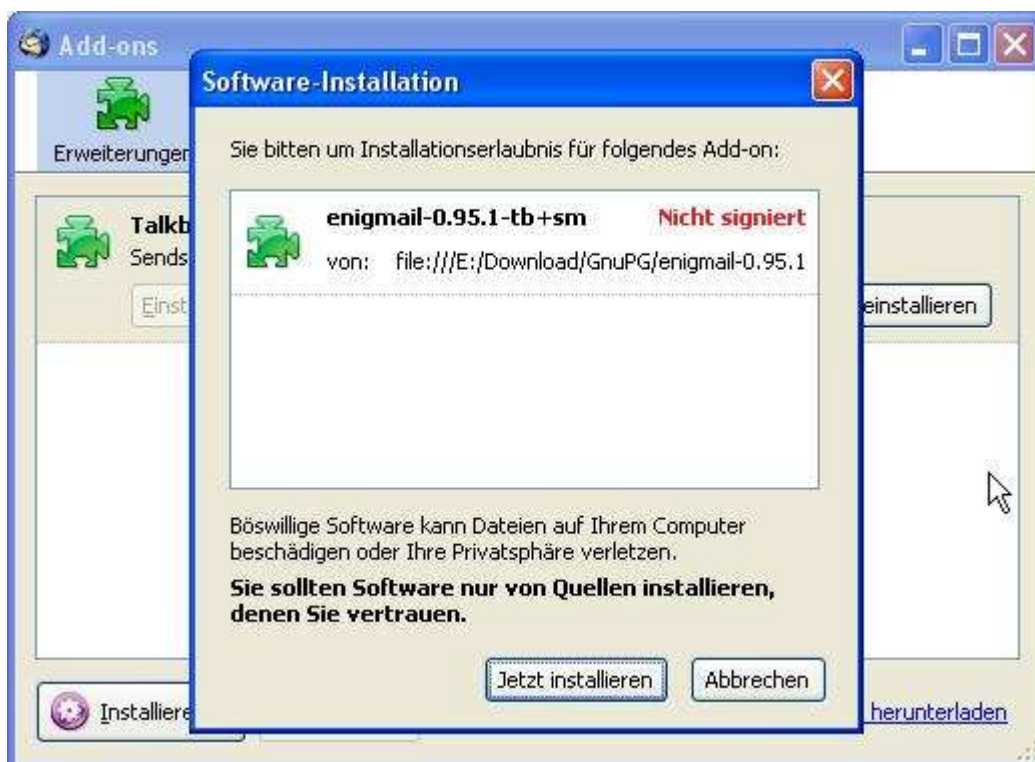 Add-ons
Software-Installation
Erweiterungen
Sie bitten um Installationserlaubnis für folgendes Add-on:
Talkb
Sends
Einst
enigmail-0.95.1-tb+sm Nicht signiert
von: file:///E:/Download/GnuPG/enigmail-0.95.1
einstallieren
Böswillige Software kann Dateien auf Ihrem Computer
beschädigen oder Ihre Privatsphäre verletzen.
Sie sollten Software nur von Quellen installieren,
denen Sie vertrauen.
Jetzt installieren Abbrechen
Installiere
herunterladen